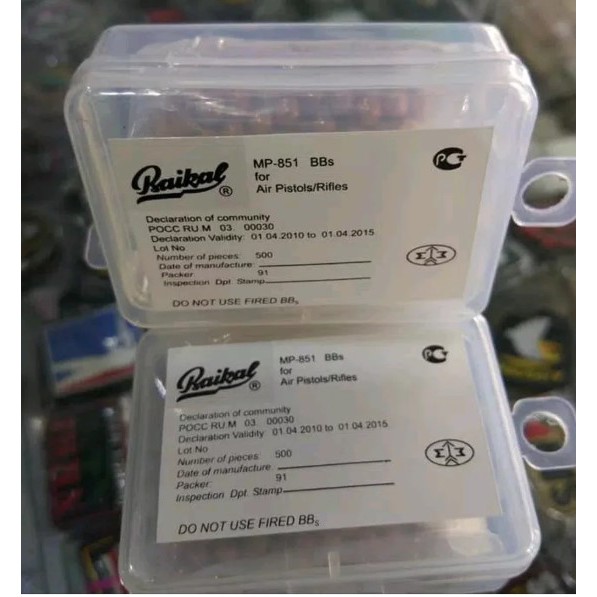 Raikal ®
MP-851 BBs
for
Air Pistols/Rifles
Declaration of community
POCC RU.M 03. 00030
Declaration Validity: 01.04.2010 to 01.04.2015
Lot No
Number of pieces: 500
Date of manufacture:
Packer: 91
Inspection Dpt. Stamp
DO NOT USE FIRED BBs
Raikal ®
MP-851 BBs
for
Air Pistols/Rifles
Declaration of community
POCC RU.M 03. 00030
Declaration Validity 01.04.2010 to 01.04.2015
Lot No
Number of pieces: 500
Date of manufacture
Packer: 91
Inspection Dpt. Stamp
DO NOT USE FIRED BBs